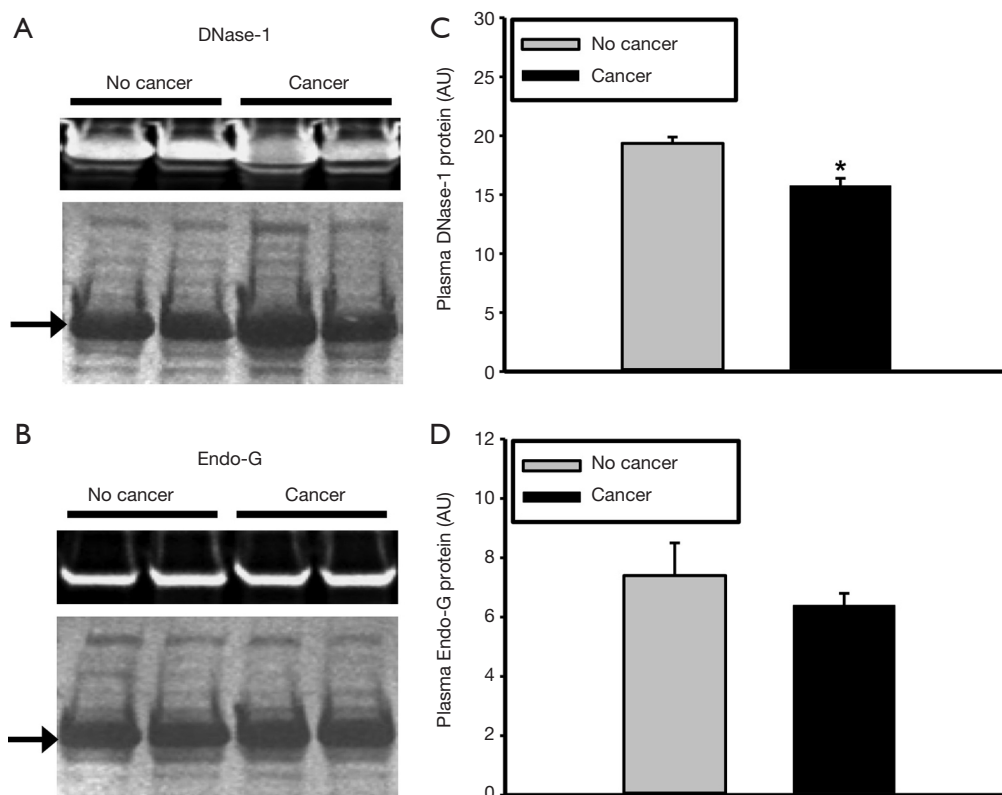 A
DNase-1
No cancer
Cancer
B
Endo-G
No cancer
Cancer
C
Plasma DNase-1 protein (AU)
30
25
20
15
10
5
0
No cancer
Cancer
*
D
Plasma Endo-G protein (AU)
12
10
8
6
4
2
0
No cancer
Cancer